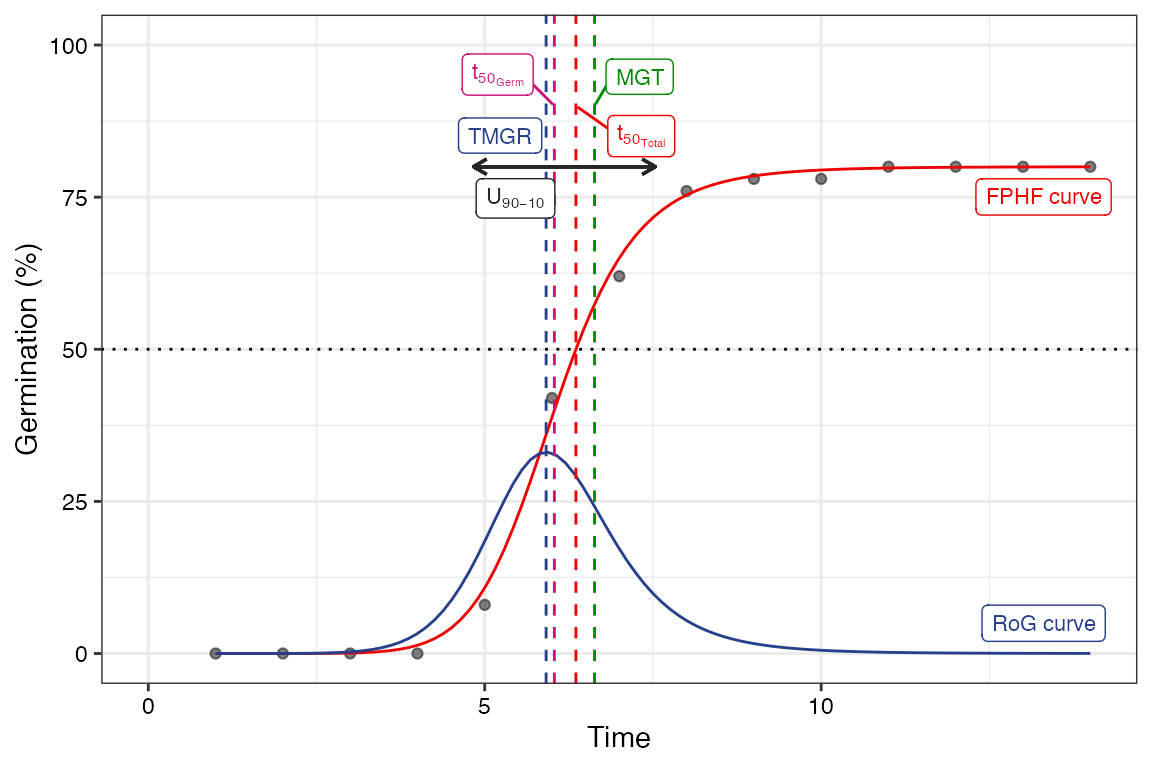 100
75
50
25
0
Germination (%)
t50Germ
MGT
TMGR
t50Total
U90−10
FPHF curve
RoG curve
0
5
10
Time